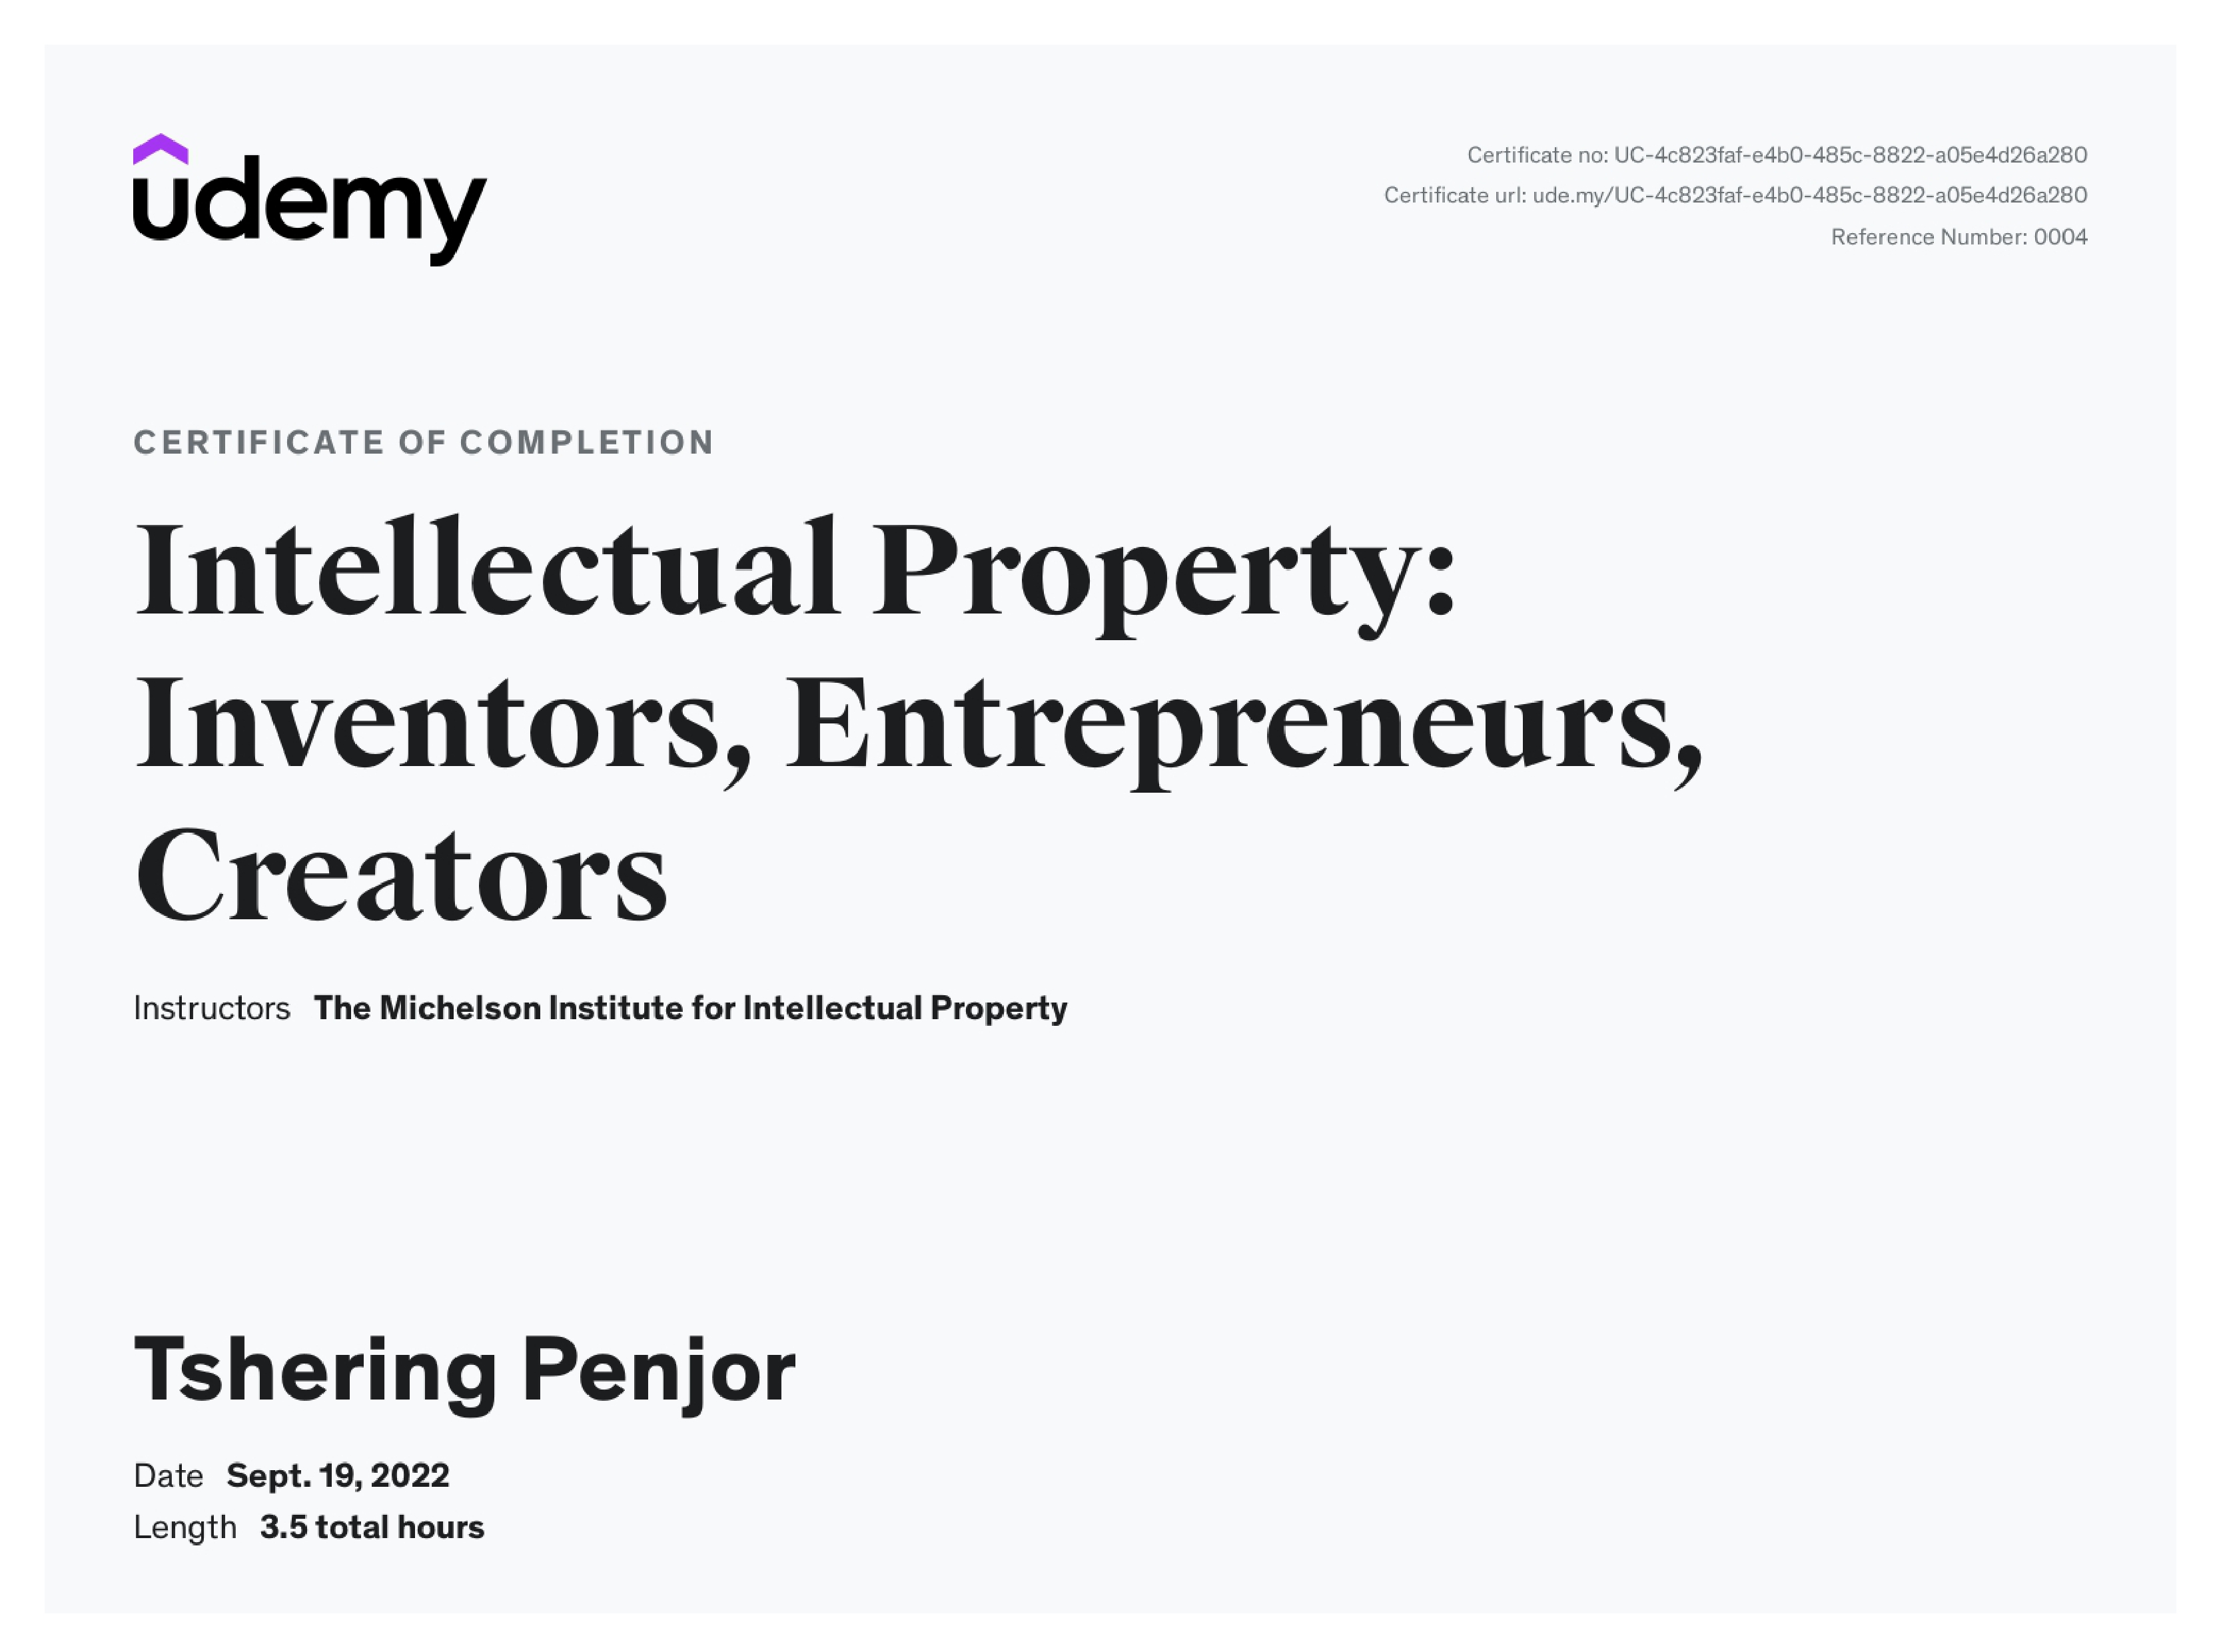 udemy
Certificate no: UC-4c823faf-e4b0-485c-8822-a05e4d26a280
Certificate url: ude.my/UC-4c823faf-e4b0-485c-8822-a05e4d26a280
Reference Number: 0004
CERTIFICATE OF COMPLETION
Intellectual Property:
Inventors, Entrepreneurs,
Creators
Instructors The Michelson Institute for Intellectual Property
Tshering Penjor
Date Sept. 19, 2022
Length 3.5 total hours